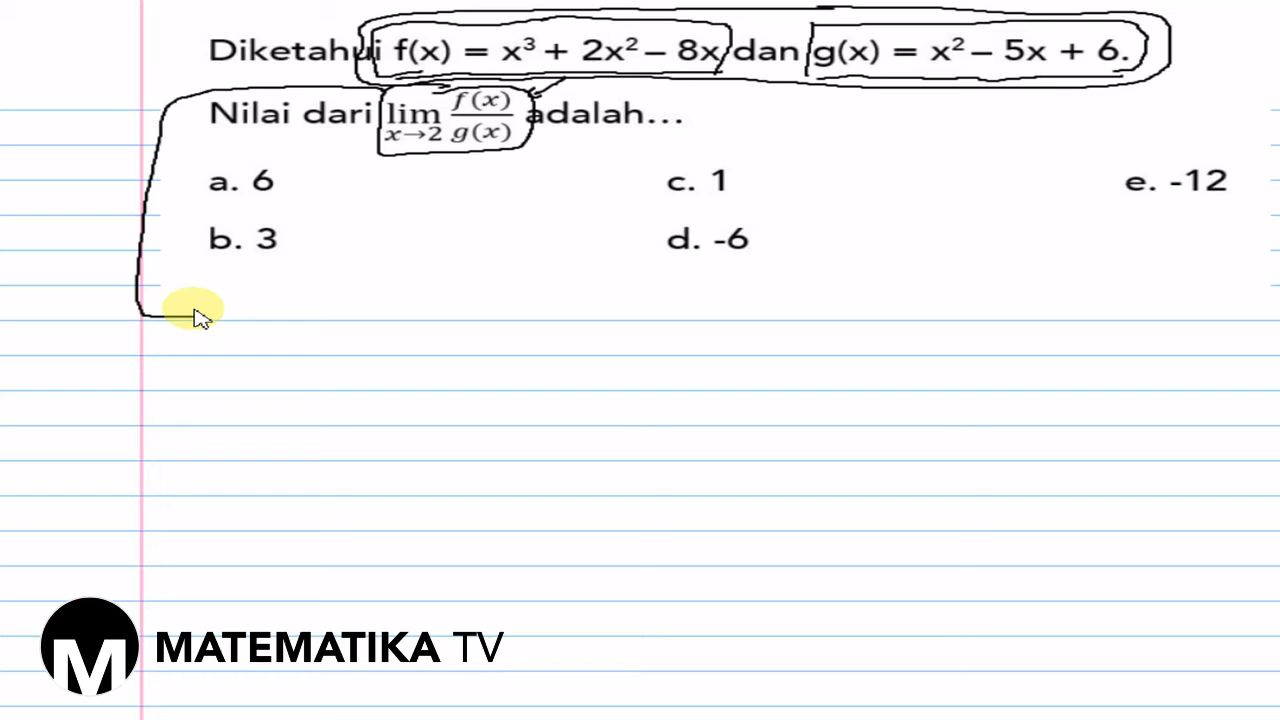 Diketahui f(x) = x³ + 2x² – 8x dan g(x) = x² – 5x + 6.
Nilai dari lim x→2 f(x)/g(x) adalah...
a. 6 c. 1 e. -12
b. 3 d. -6
M MATEMATIKA TV